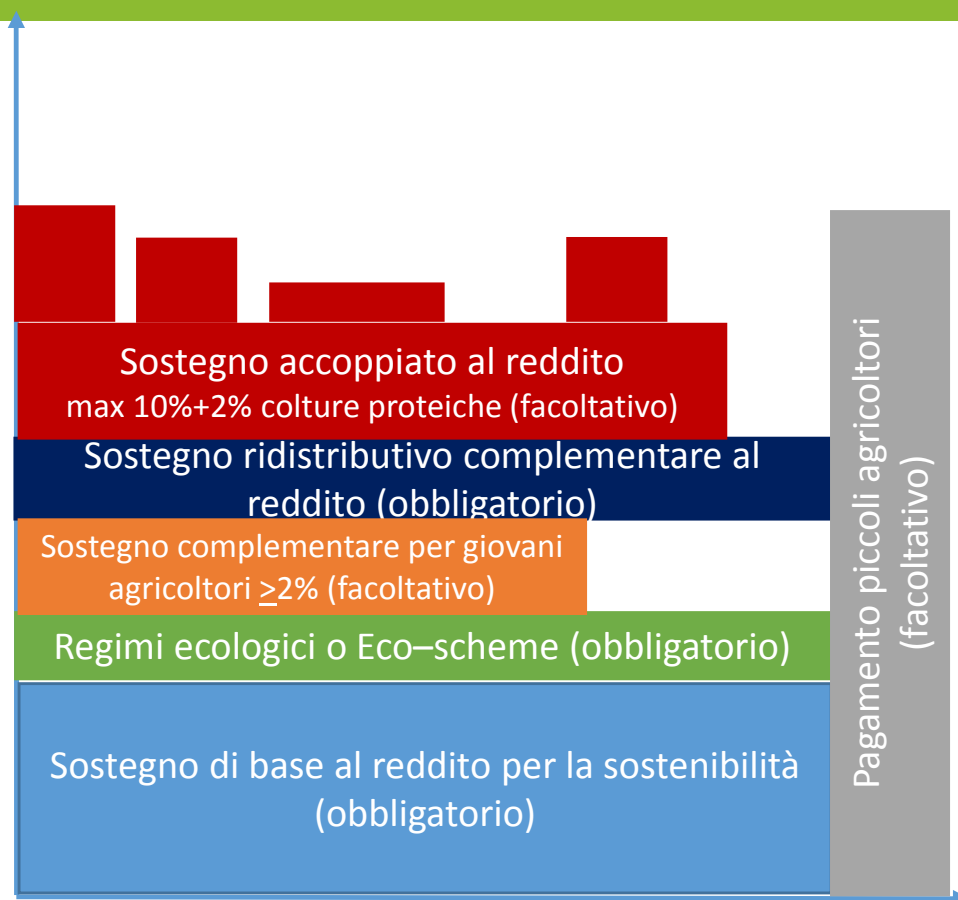 Sostegno accoppiato al reddito
max 10%+2% colture proteiche (facoltativo)
Sostegno ridistributivo complementare al
reddito (obbligatorio)
Sostegno complementare per giovani
agricoltori ≥2% (facoltativo)
Regimi ecologici o Eco–scheme (obbligatorio)
Sostegno di base al reddito per la sostenibilità
(obbligatorio)
Pagamento piccoli agricoltori
(facoltativo)